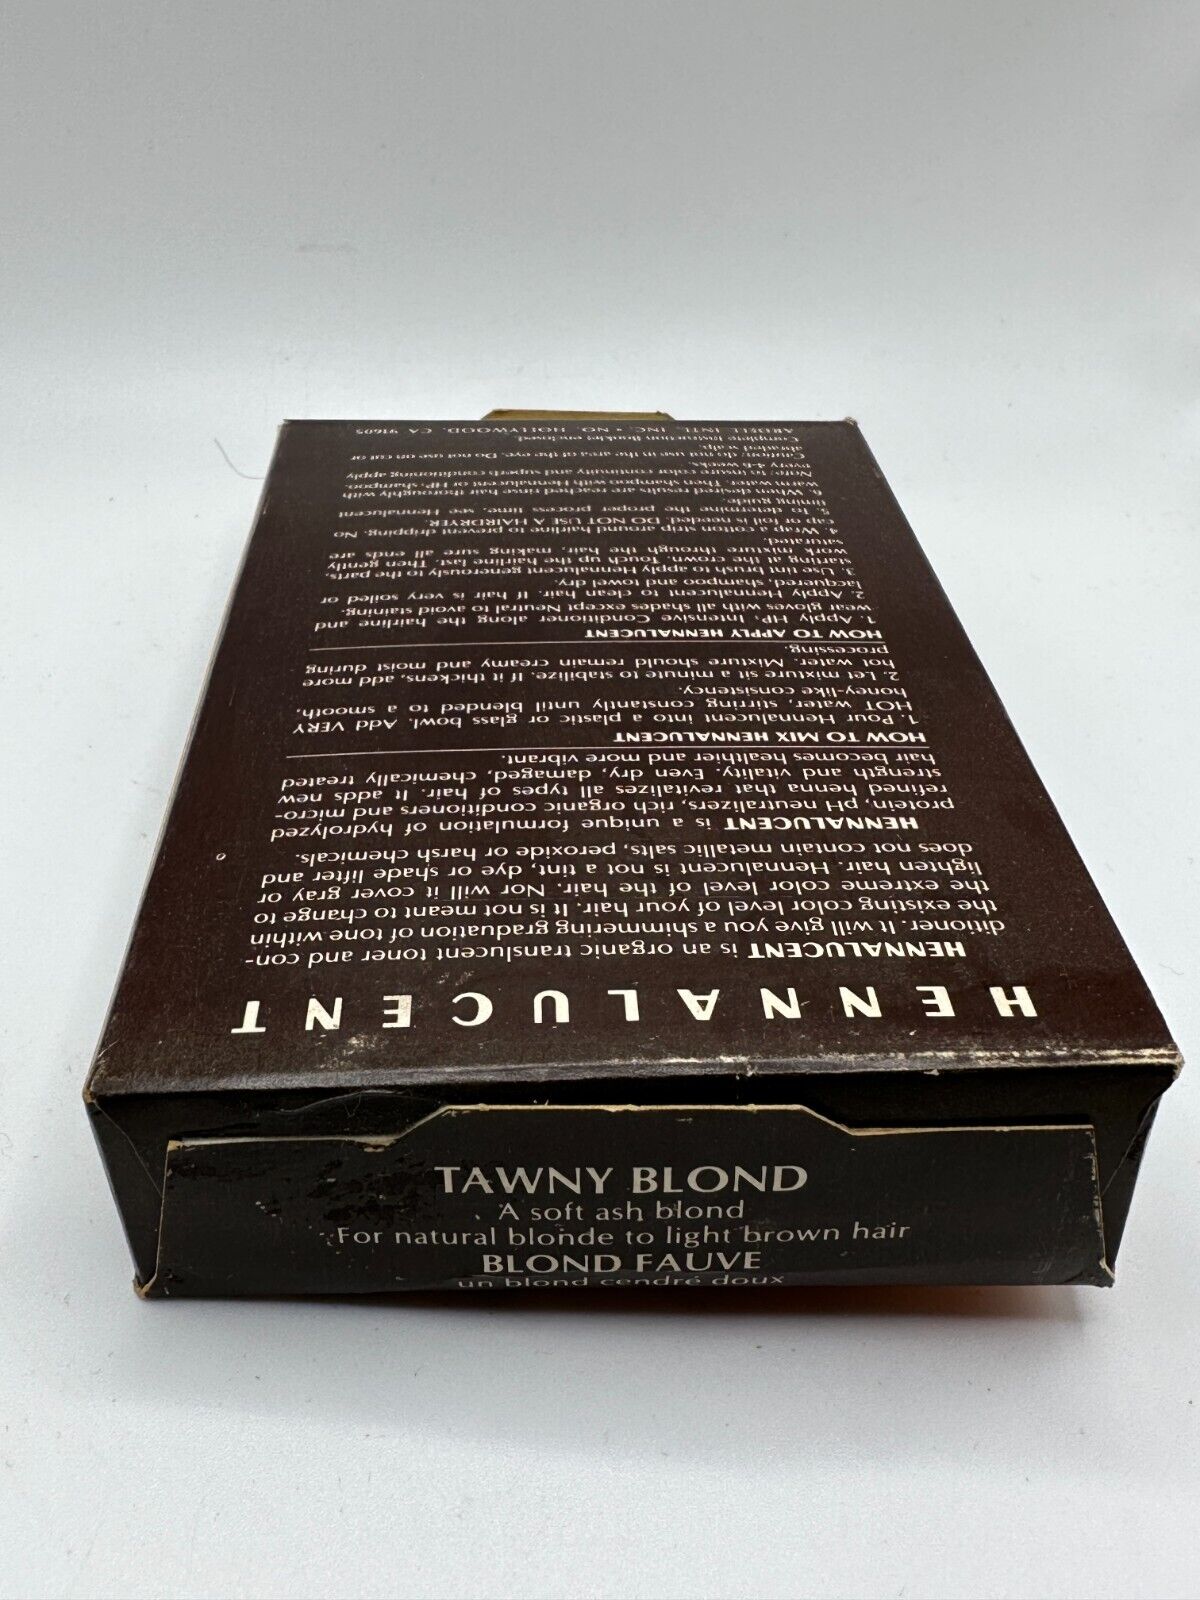 HENNALUCENT
HENNALUCENT is an organic translucent toner and con-
ditioner. It will give you a shimmering graduation of tone within
the existing color level of your hair. It is not meant to change to
the extreme color level of the hair. Nor will it cover gray or
lighten hair. Hennalucent is not a tint, dye or shade lifter and
does not contain metallic salts, peroxide or harsh chemicals.
HENNALUCENT is a unique formulation of hydrolyzed
protein, pH neutralizers, rich organic conditioners and micro-
refined henna that revitalizes all types of hair. It adds new
strength and vitality. Even dry, damaged, chemically treated
hair becomes healthier and more vibrant.
HOW TO MIX HENNALUCENT
1. Pour Hennalucent into a plastic or glass bowl. Add VERY
HOT water, stirring constantly until blended to a smooth,
honey-like consistency.
2. Let mixture sit a minute to stabilize. If it thickens, add more
hot water. Mixture should remain creamy and moist during
processing.
HOW TO APPLY HENNALUCENT
1. Apply HP, Intensive Conditioner along the hairline and
wear gloves with all shades except Neutral to avoid staining.
2. Apply Hennalucent to clean hair. If hair is very soiled or
lacquered, shampoo and towel dry.
3. Use tint brush to apply Hennalucent generously to the parts,
starting at the crown. Touch up the hairline last. Then gently
work mixture through the hair, making sure all ends are
saturated.
4. Wrap a cotton strip around hairline to prevent dripping. No
cap or foil is needed. DO NOT USE A HAIRDRYER.
5. To determine the proper process time, see Hennalucent
timing guide.
6. When desired results are reached rinse hair thoroughly with
warm water. Then shampoo with Hennalucent or HP, shampoo.
Note: to insure color continuity and superb conditioning apply
every 4-6 weeks.
Caution: do not use in the area of the eye. Do not use on cut or
abraded scalp.
Complete Instruction Booklet enclosed.
ARDELL INTL. INC. • NO. HOLLYWOOD, CA 91605
TAWNY BLOND
A soft ash blond
For natural blonde to light brown hair
BLOND FAUVE
un blond cendré doux